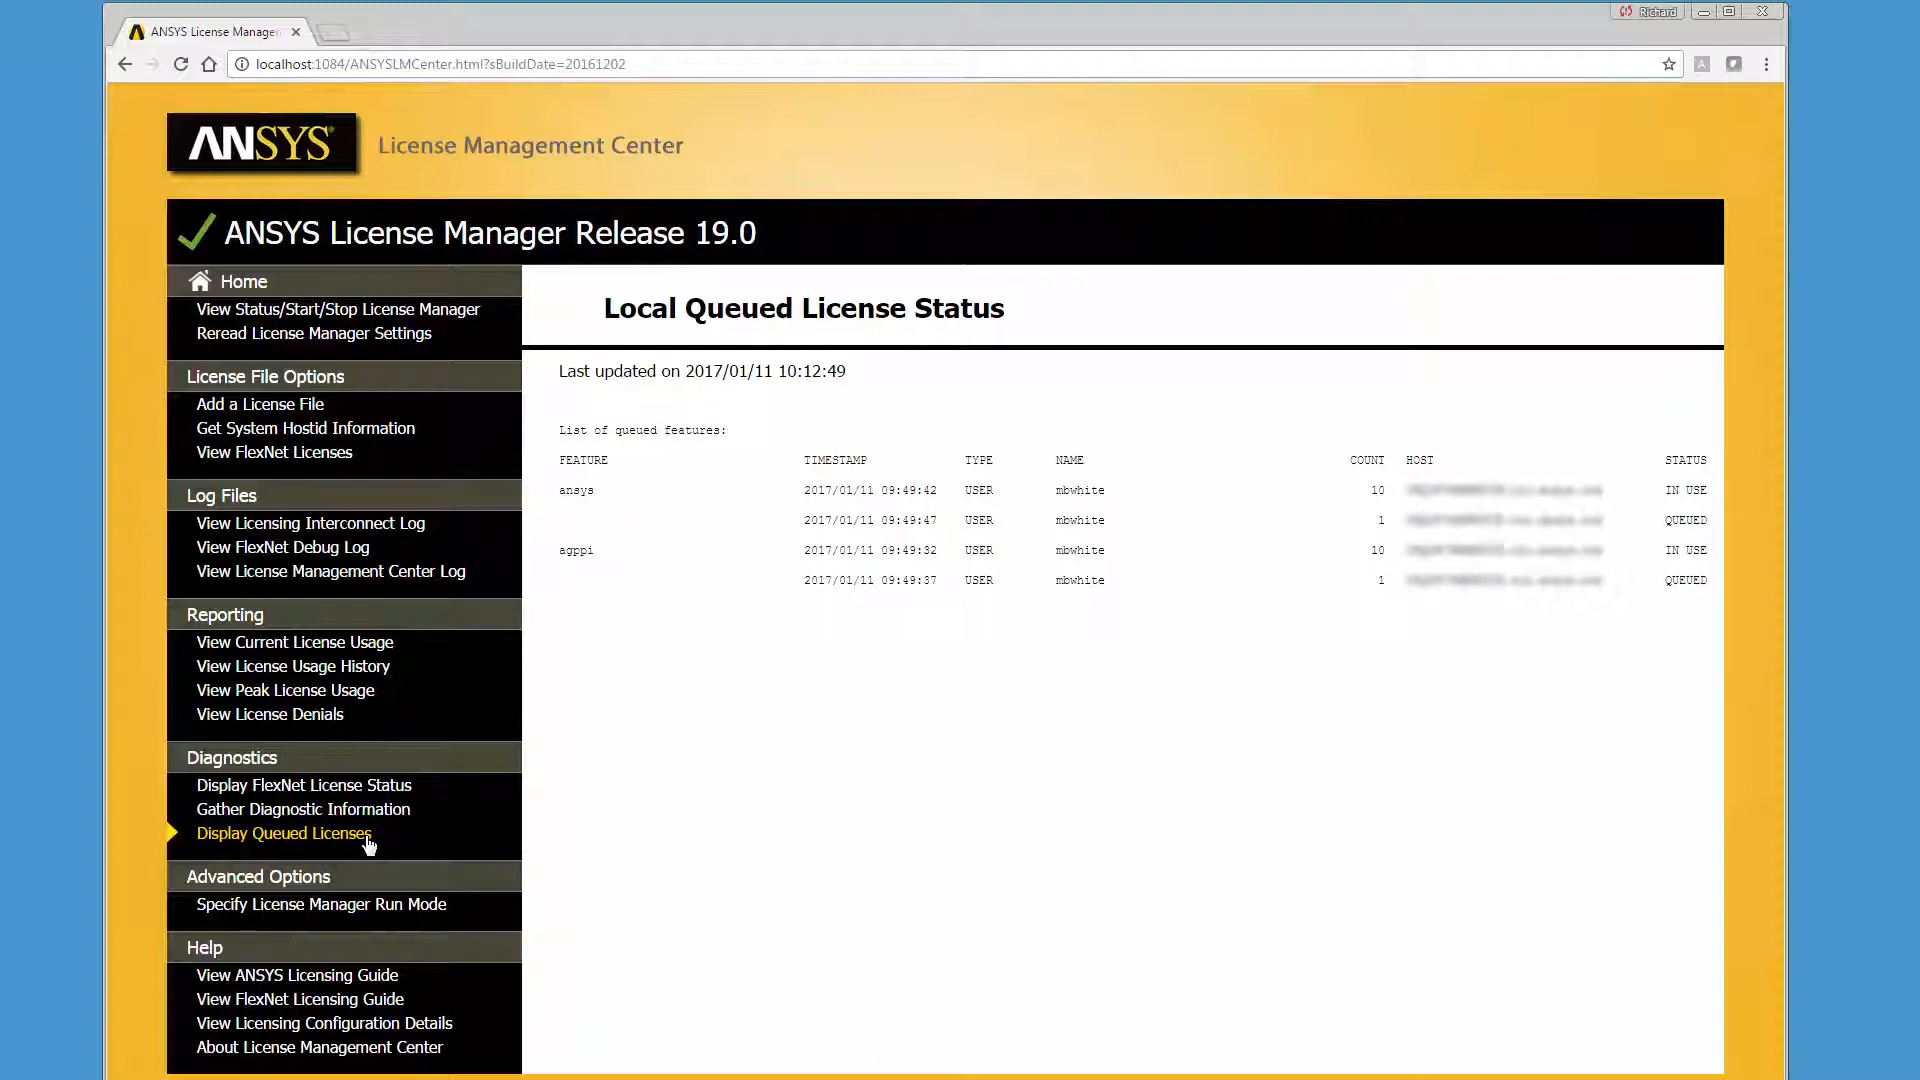 Richard
ANSYS License Manage
localhost:1084/ANSYSLMCenter.html?sBuildDate=20161202
ANSYS® License Management Center
ANSYS License Manager Release 19.0
Home
View Status/Start/Stop License Manager
Reread License Manager Settings
License File Options
Add a License File
Get System Hostid Information
View FlexNet Licenses
Log Files
View Licensing Interconnect Log
View FlexNet Debug Log
View License Management Center Log
Reporting
View Current License Usage
View License Usage History
View Peak License Usage
View License Denials
Diagnostics
Display FlexNet License Status
Gather Diagnostic Information
Display Queued Licenses
Advanced Options
Specify License Manager Run Mode
Help
View ANSYS Licensing Guide
View FlexNet Licensing Guide
View Licensing Configuration Details
About License Management Center
Local Queued License Status
Last updated on 2017/01/11 10:12:49
List of queued features:
FEATURE TIMESTAMP TYPE NAME COUNT HOST STATUS
ansys 2017/01/11 09:49:42 USER mbwhite 10 IN USE
2017/01/11 09:49:47 USER mbwhite 1 QUEUED
agppi 2017/01/11 09:49:32 USER mbwhite 10 IN USE
2017/01/11 09:49:37 USER mbwhite 1 QUEUED